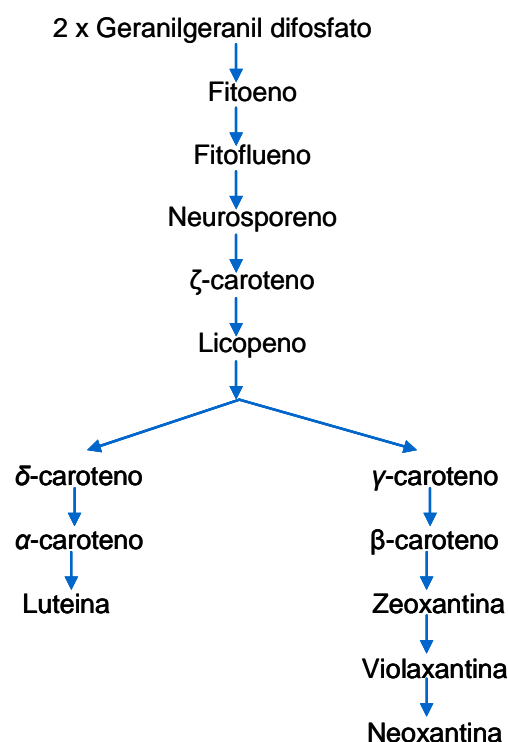 2 x Geranilgeranil difosfato
Fitoeno
Fitoflueno
Neurosporeno
ζ-caroteno
Licopeno
δ-caroteno
γ-caroteno
α-caroteno
β-caroteno
Luteina
Zeoxantina
Violaxantina
Neoxantina